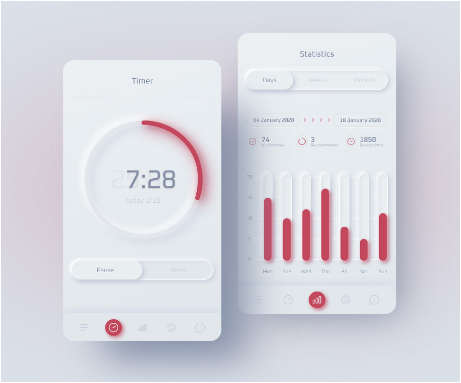 Timer
27:28
Today 3/22
Pause
Reset
Statistics
Days Weeks Months
04 January 2020 18 January 2020
74 3 1850
Mon Tue Wed Thu Fri Sat Sun